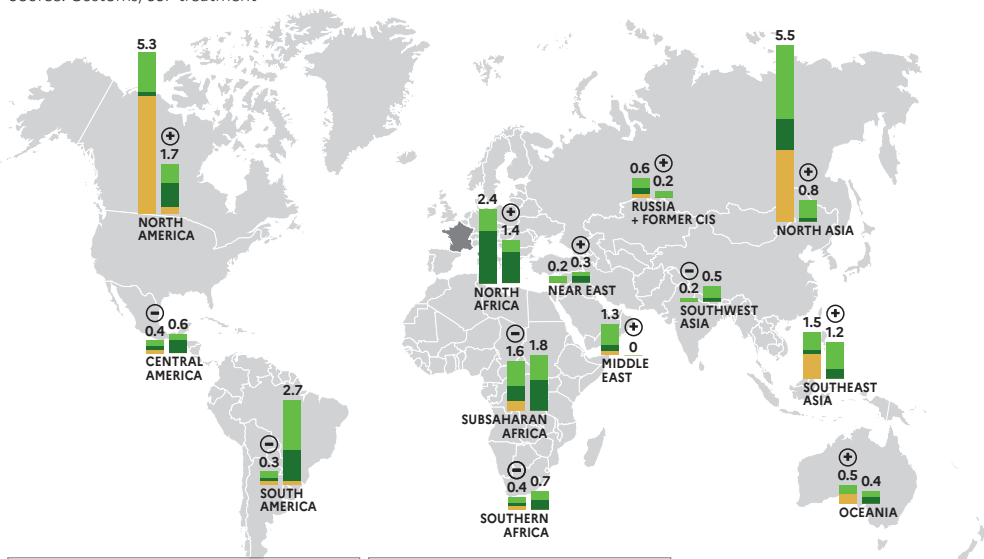 Source: Customs, SSP treatment
5.3
⊕
1.7
NORTH
AMERICA
5.5
⊕
0.8
NORTH ASIA
⊕
0.6 0.2
RUSSIA
+ FORMER CIS
2.4
⊕
1.4
NORTH
AFRICA
⊕
0.2 0.3
NEAR EAST
⊖
0.2 0.5
SOUTHWEST
ASIA
⊖
0.4 0.6
CENTRAL
AMERICA
1.3
⊕
0
MIDDLE
EAST
⊖
1.6 1.8
SUBSAHARAN
AFRICA
1.5
⊕
1.2
SOUTHEAST
ASIA
2.7
⊖
0.3
SOUTH
AMERICA
⊖
0.4 0.7
SOUTHERN
AFRICA
⊕
0.5 0.4
OCEANIA